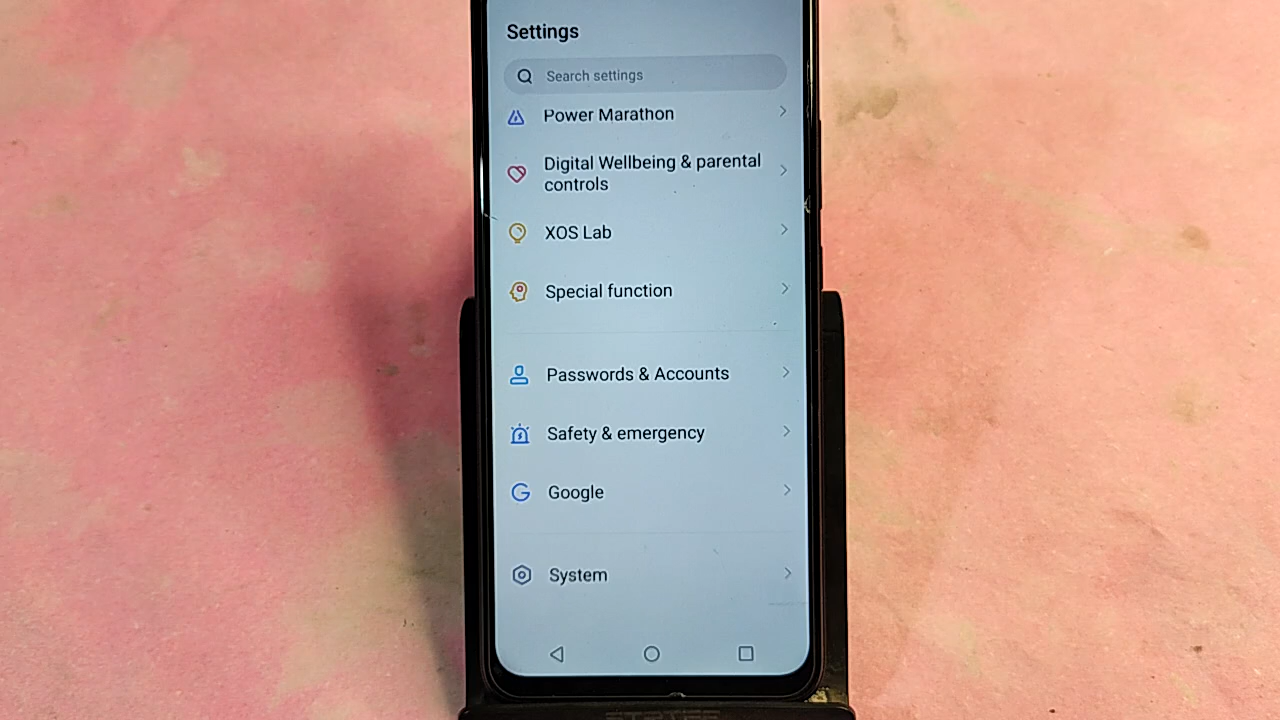 Settings
Search settings
Power Marathon
Digital Wellbeing & parental
controls
XOS Lab
Special function
Passwords & Accounts
Safety & emergency
Google
System